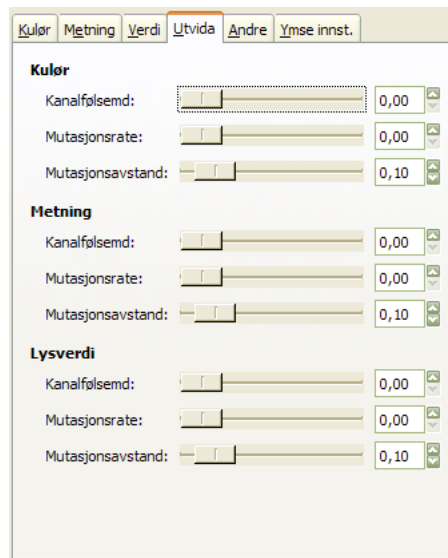 Kulør Metning Verdi Utvida Andre Ymse innst.
Kulør
Kanalfølsemd: 0,00
Mutasjonsrate: 0,00
Mutasjonsavstand: 0,10
Metning
Kanalfølsemd: 0,00
Mutasjonsrate: 0,00
Mutasjonsavstand: 0,10
Lysverdi
Kanalfølsemd: 0,00
Mutasjonsrate: 0,00
Mutasjonsavstand: 0,10